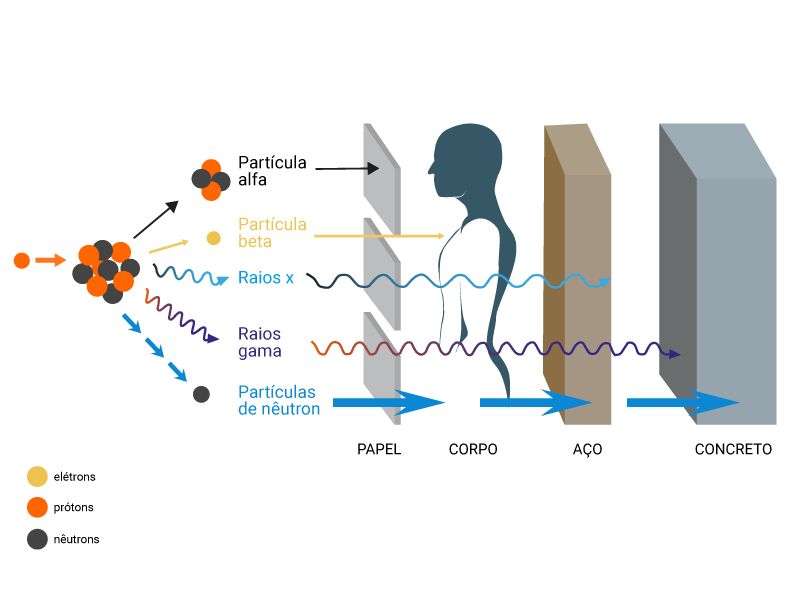 Partícula
alfa
Partícula
beta
Raios x
Raios
gama
Partículas
de nêutron
PAPEL
CORPO
AÇO
CONCRETO
elétrons
prótons
nêutrons